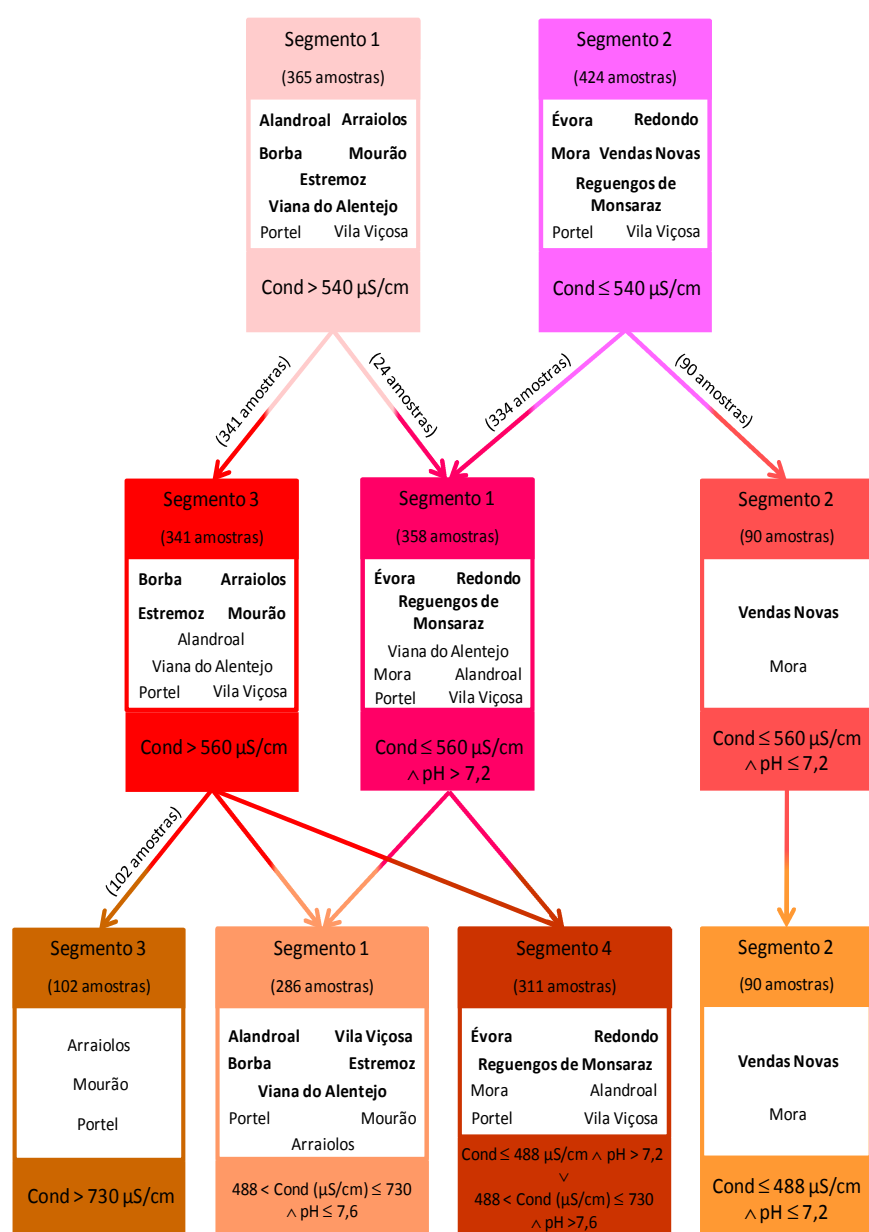 Segmento 1
(365 amostras)
Alandroal Arraiolos
Borba Mourão
Estremoz
Viana do Alentejo
Portel Vila Viçosa
Cond > 540 µS/cm
Segmento 2
(424 amostras)
Évora Redondo
Mora Vendas Novas
Reguengos de
Monsaraz
Portel Vila Viçosa
Cond ≤ 540 µS/cm
(341 amostras)
(24 amostras)
(334 amostras)
(90 amostras)
Segmento 3
(341 amostras)
Borba Arraiolos
Estremoz Mourão
Alandroal
Viana do Alentejo
Portel Vila Viçosa
Cond > 560 µS/cm
Segmento 1
(358 amostras)
Évora Redondo
Reguengos de
Monsaraz
Viana do Alentejo
Mora Alandroal
Portel Vila Viçosa
Cond ≤ 560 µS/cm
∧ pH > 7,2
Segmento 2
(90 amostras)
Vendas Novas
Mora
Cond ≤ 560 µS/cm
∧ pH ≤ 7,2
(102 amostras)
Segmento 3
(102 amostras)
Arraiolos
Mourão
Portel
Cond > 730 µS/cm
Segmento 1
(286 amostras)
Alandroal Vila Viçosa
Borba Estremoz
Viana do Alentejo
Portel Mourão
Arraiolos
488 < Cond (µS/cm) ≤ 730
∧ pH ≤ 7,6
Segmento 4
(311 amostras)
Évora Redondo
Reguengos de Monsaraz
Mora Alandroal
Portel Vila Viçosa
Cond ≤ 488 µS/cm ∧ pH > 7,2
∨
488 < Cond (µS/cm) ≤ 730
∧ pH >7,6
Segmento 2
(90 amostras)
Vendas Novas
Mora
Cond ≤ 488 µS/cm
∧ pH ≤ 7,2